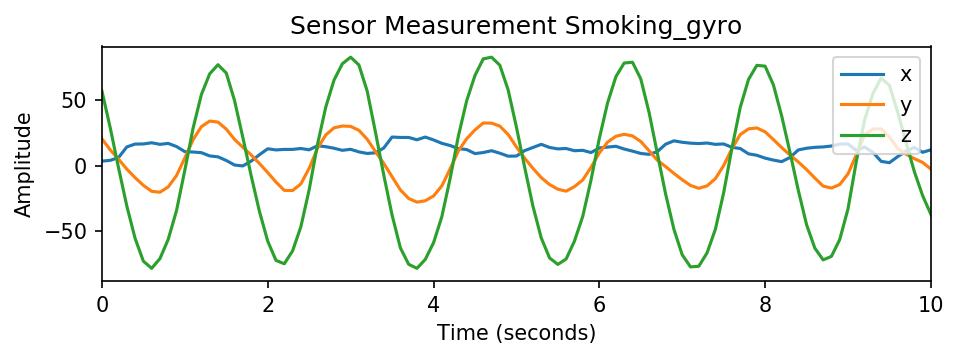 Sensor Measurement Smoking_gyro
Amplitude
50
0
−50
x
y
z
0 2 4 6 8 10
Time (seconds)